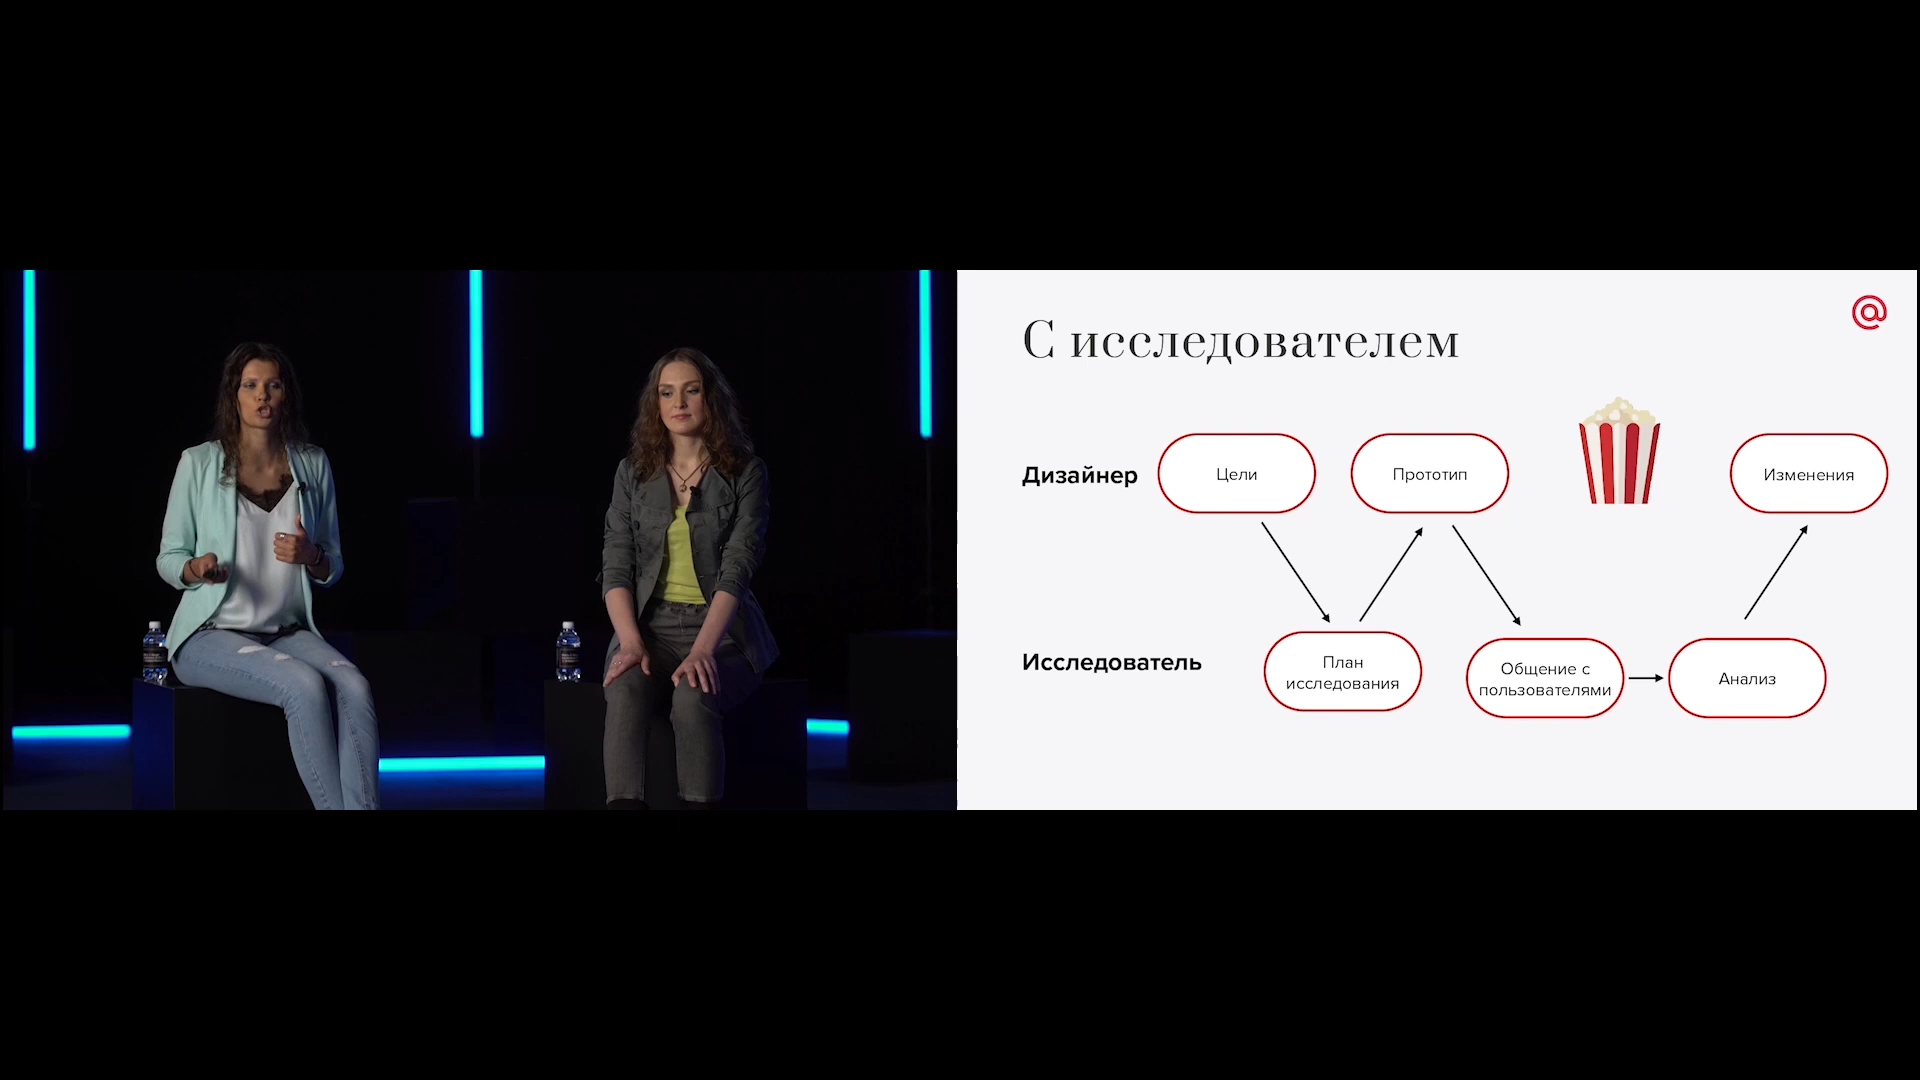 С исследователем
@
Дизайнер
Цели
Прототип
Изменения
Исследователь
План
исследования
Общение с
пользователями
Анализ